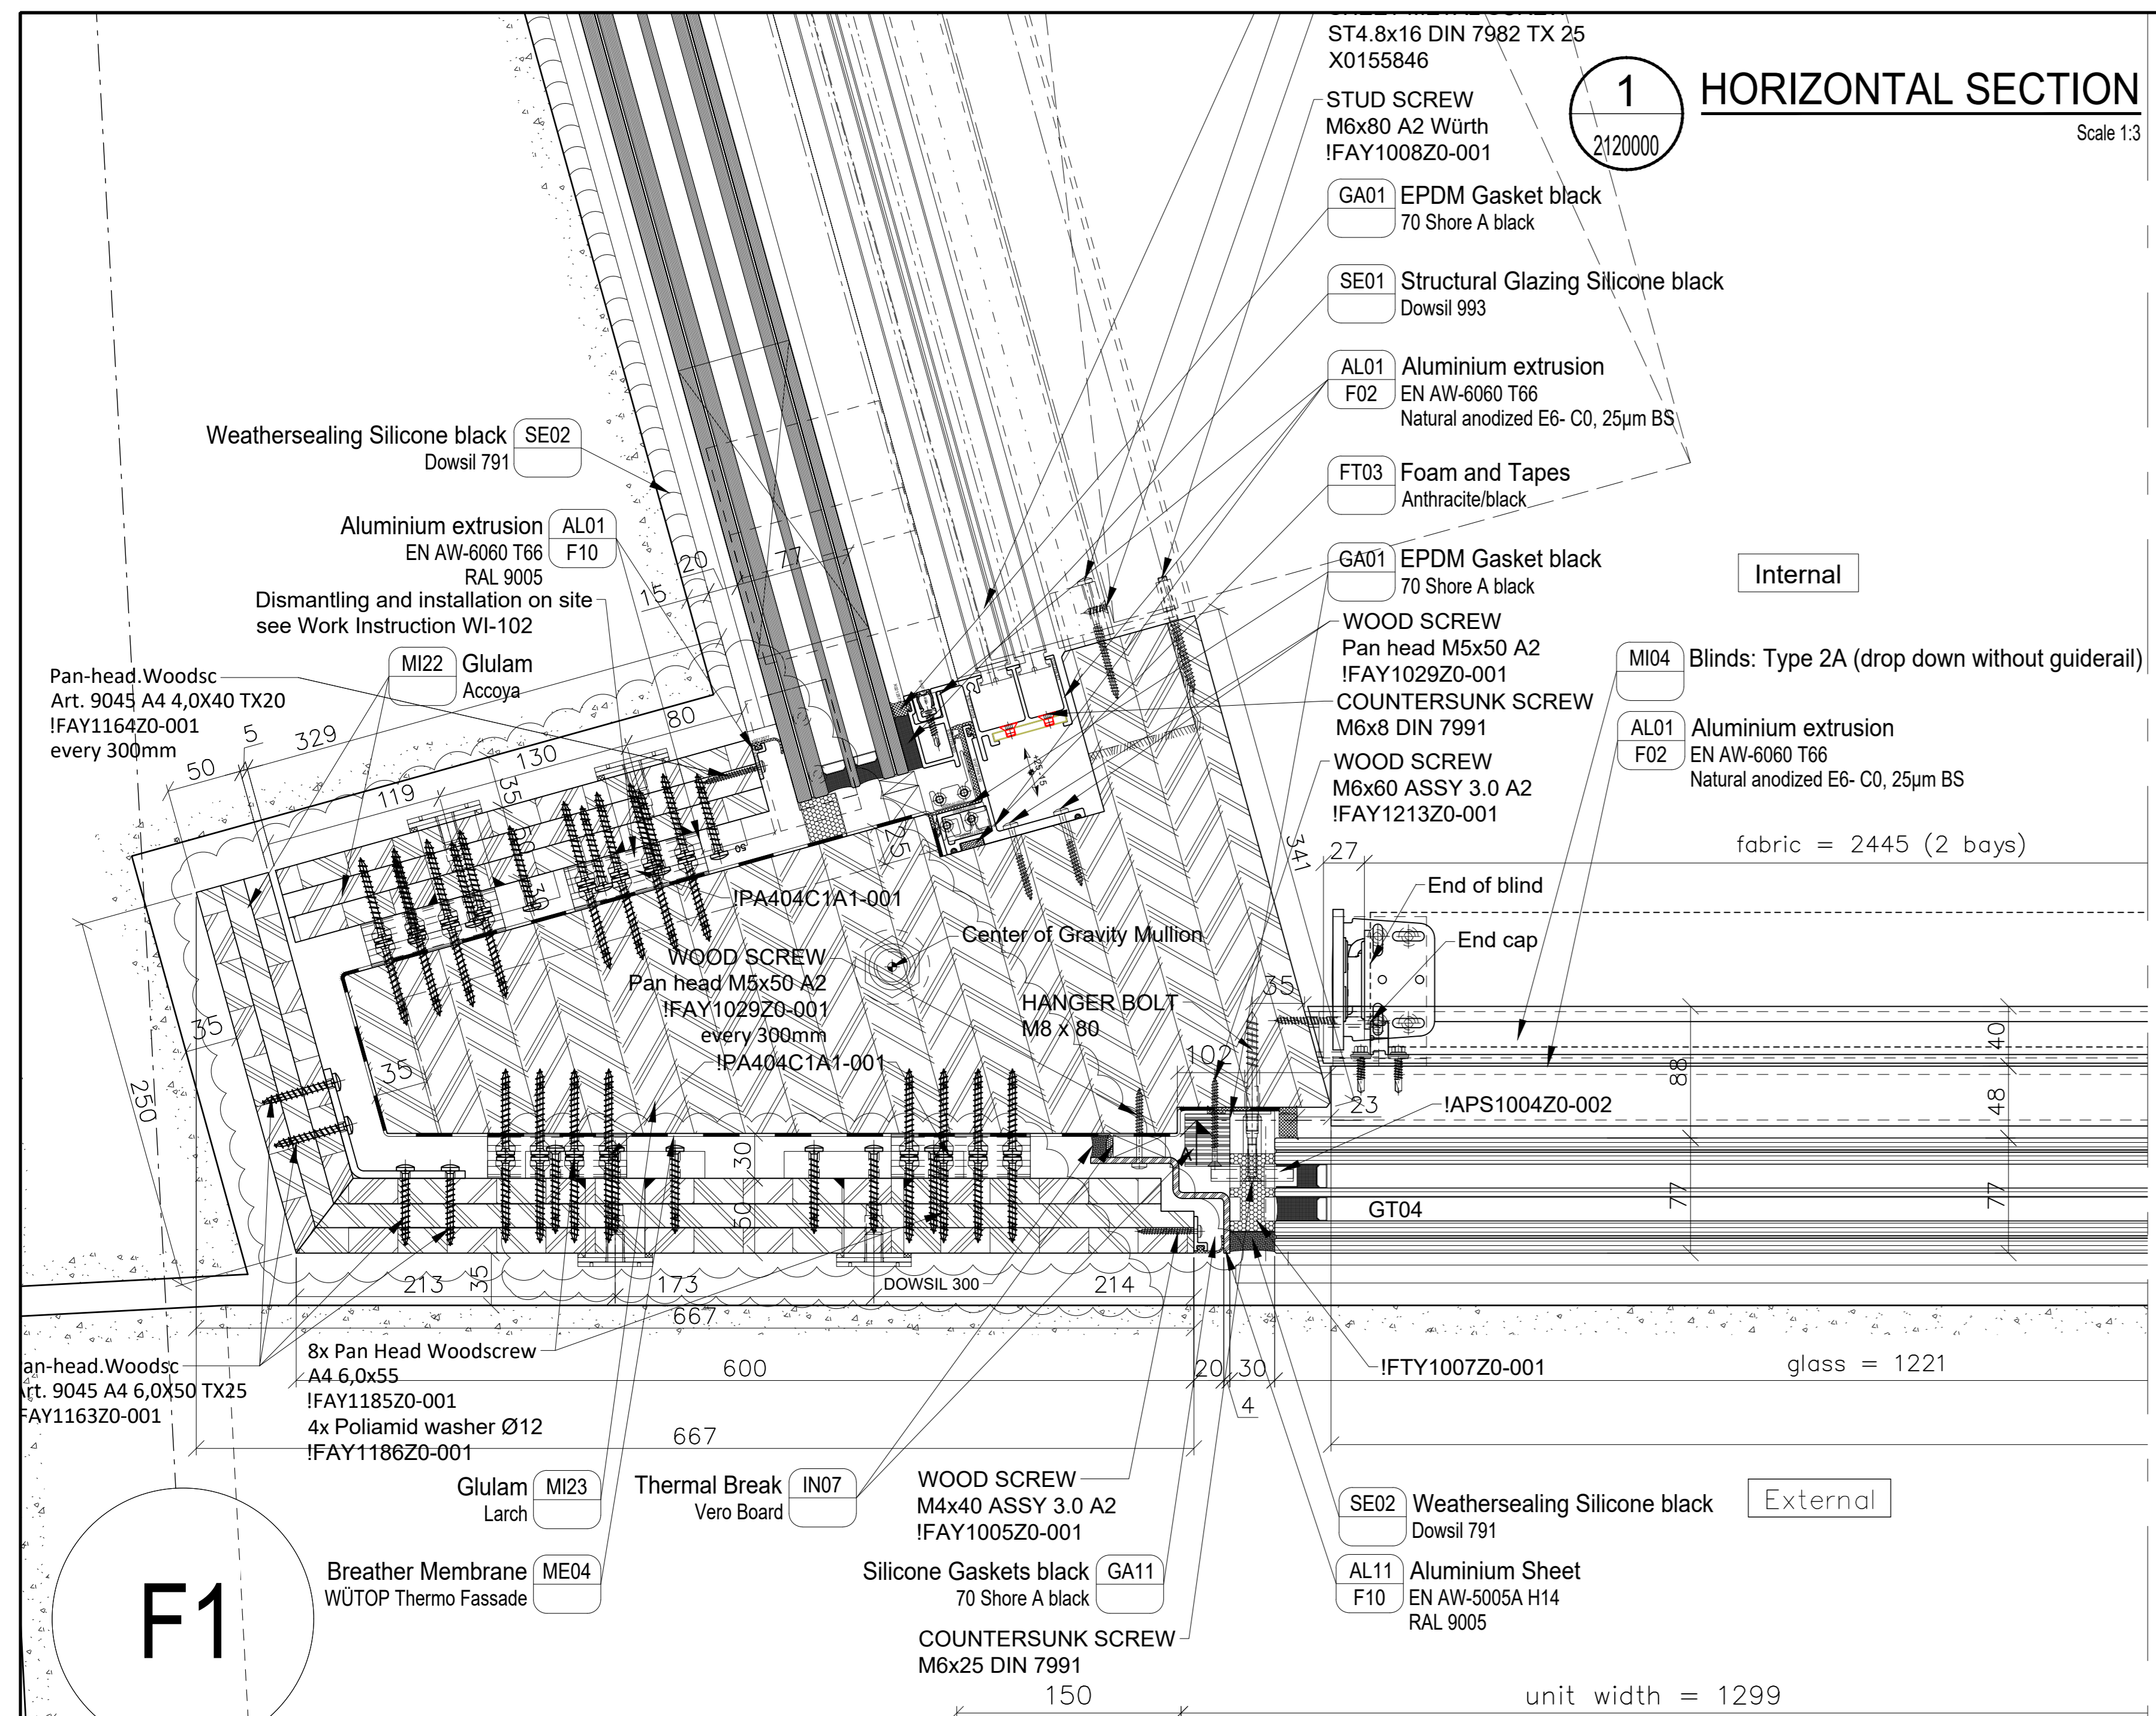 ST4.8x16 DIN 7982 TX 25
X0155846
STUD SCREW
M6x80 A2 Würth
!FAY1008Z0-001
1
2120000
HORIZONTAL SECTION
Scale 1:3
GA01 EPDM Gasket black
70 Shore A black
SE01 Structural Glazing Silicone black
Dowsil 993
AL01 Aluminium extrusion
F02 EN AW-6060 T66
Natural anodized E6- C0, 25µm BS
FT03 Foam and Tapes
Anthracite/black
GA01 EPDM Gasket black
70 Shore A black
Internal
WOOD SCREW
Pan head M5x50 A2
!FAY1029Z0-001
COUNTERSUNK SCREW
M6x8 DIN 7991
WOOD SCREW
M6x60 ASSY 3.0 A2
!FAY1213Z0-001
MI04 Blinds: Type 2A (drop down without guiderail)
AL01 Aluminium extrusion
F02 EN AW-6060 T66
Natural anodized E6- C0, 25µm BS
fabric = 2445 (2 bays)
Weathersealing Silicone black SE02
Dowsil 791
Aluminium extrusion AL01
EN AW-6060 T66 F10
RAL 9005
Dismantling and installation on site
see Work Instruction WI-102
MI22 Glulam
Accoya
Pan-head.Woodsc
Art. 9045 A4 4,0X40 TX20
!FAY1164Z0-001
every 300mm
15
20
77
50
5
329
130
80
119
35
30
50
25
341
27
End of blind
End cap
!PA404C1A1-001
Center of Gravity Mullion
WOOD SCREW
Pan head M5x50 A2
!FAY1029Z0-001
every 300mm
!PA404C1A1-001
HANGER BOLT
M8 x 80
35
102
23
35
35
250
88
40
48
!APS1004Z0-002
77
77
GT04
30
50
213
35
173
DOWSIL 300
214
667
600
20
30
4
667
!FTY1007Z0-001
glass = 1221
an-head.Woodsc
Art. 9045 A4 6,0X50 TX25
FAY1163Z0-001
8x Pan Head Woodscrew
A4 6,0x55
!FAY1185Z0-001
4x Poliamid washer Ø12
!FAY1186Z0-001
Glulam MI23
Larch
Thermal Break IN07
Vero Board
WOOD SCREW
M4x40 ASSY 3.0 A2
!FAY1005Z0-001
Breather Membrane ME04
WÜTOP Thermo Fassade
Silicone Gaskets black GA11
70 Shore A black
COUNTERSUNK SCREW
M6x25 DIN 7991
SE02 Weathersealing Silicone black
Dowsil 791
External
AL11 Aluminium Sheet
F10 EN AW-5005A H14
RAL 9005
F1
150
unit width = 1299